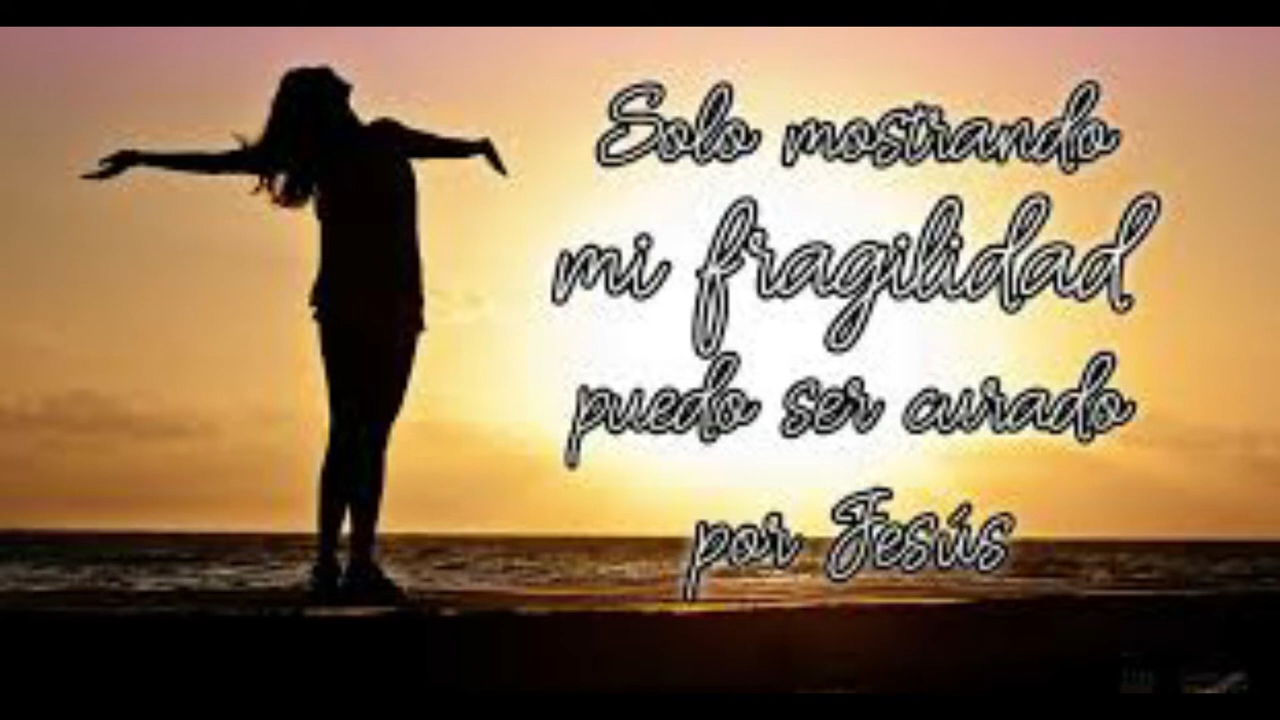 Solo mostrando
mi fragilidad
puedo ser curado
por Jesús